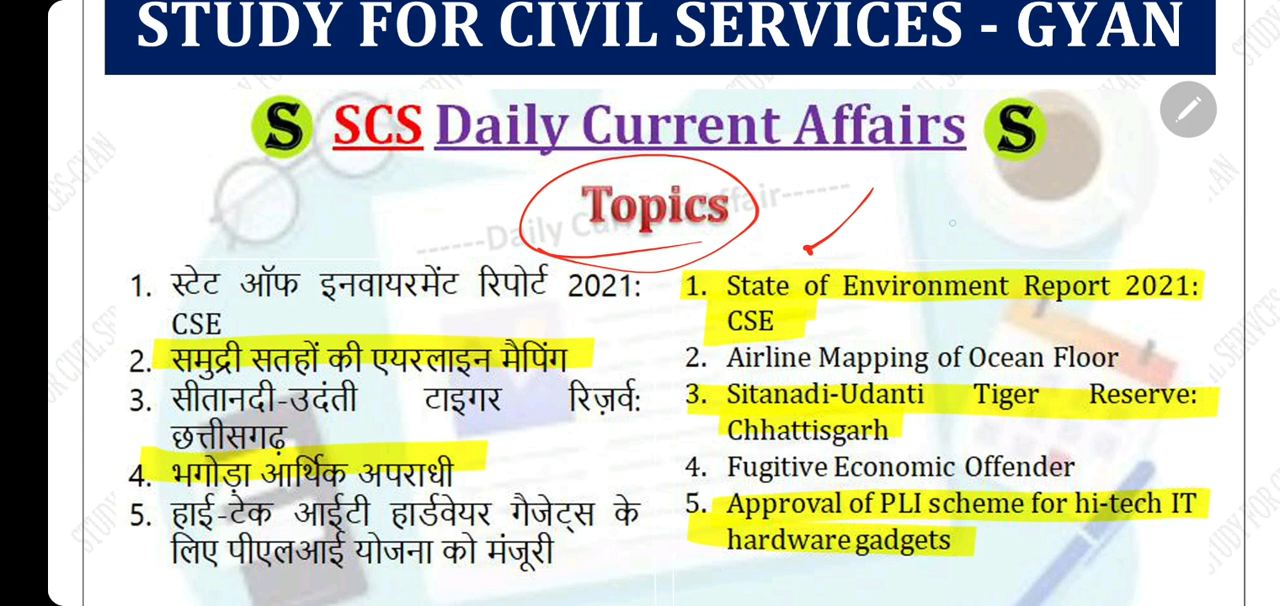 STUDY FOR CIVIL SERVICES - GYAN
S SCS Daily Current Affairs S
Topics
------Daily Current Affair------
1. स्टेट ऑफ इनवायरमेंट रिपोर्ट 2021:
CSE
2. समुद्री सतहों की एयरलाइन मैपिंग
3. सीतानदी-उदंती टाइगर रिज़र्व:
छत्तीसगढ़
4. भगोड़ा आर्थिक अपराधी
5. हाई-टेक आईटी हार्डवेयर गैजेट्स के
लिए पीएलआई योजना को मंजूरी
1. State of Environment Report 2021:
CSE
2. Airline Mapping of Ocean Floor
3. Sitanadi-Udanti Tiger Reserve:
Chhattisgarh
4. Fugitive Economic Offender
5. Approval of PLI scheme for hi-tech IT
hardware gadgets